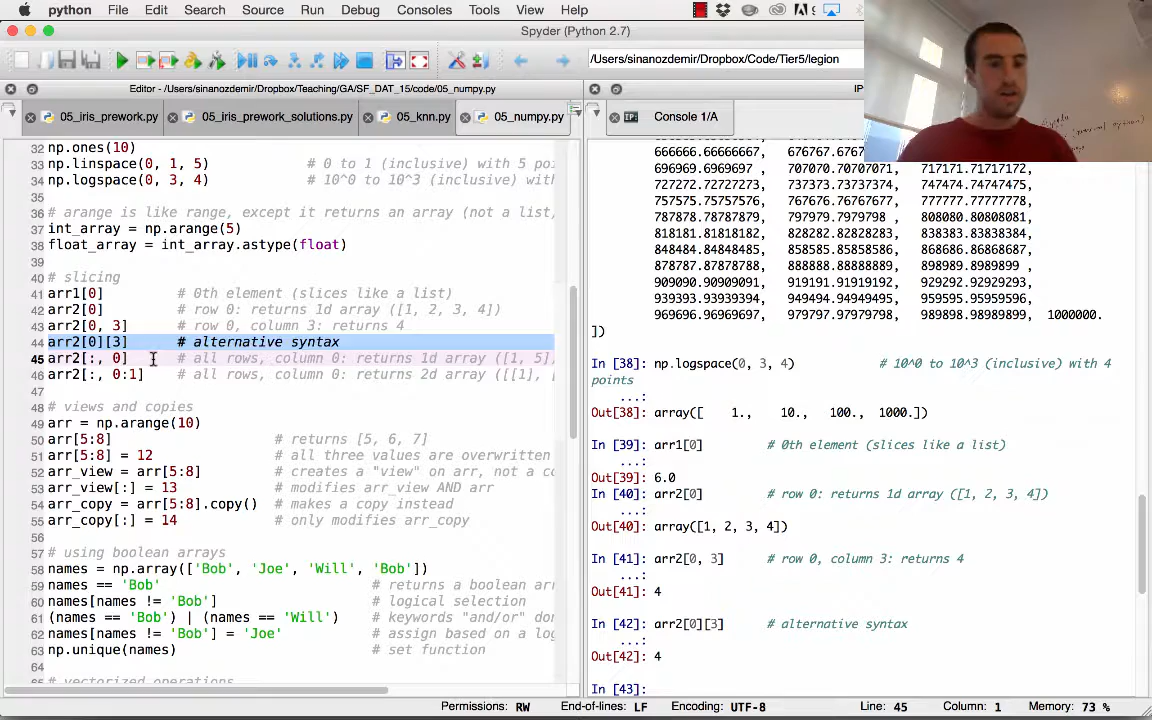 python File Edit Search Source Run Debug Consoles Tools View Help
Spyder (Python 2.7)
/Users/sinanozdemir/Dropbox/Code/Tier5/legion
Editor - /Users/sinanozdemir/Dropbox/Teaching/GA/SF_DAT_15/code/05_numpy.py
05_iris_prework.py 05_iris_prework_solutions.py 05_knn.py 05_numpy.py
32 np.ones(10)
33 np.linspace(0, 1, 5) # 0 to 1 (inclusive) with 5 poi
34 np.logspace(0, 3, 4) # 10^0 to 10^3 (inclusive) with
35
36 # arange is like range, except it returns an array (not a list,
37 int_array = np.arange(5)
38 float_array = int_array.astype(float)
39
40 # slicing
41 arr1[0] # 0th element (slices like a list)
42 arr2[0] # row 0: returns 1d array ([1, 2, 3, 4])
43 arr2[0, 3] # row 0, column 3: returns 4
44 arr2[0][3] # alternative syntax
45 arr2[:, 0] # all rows, column 0: returns 1d array ([1, 5]
46 arr2[:, 0:1] # all rows, column 0: returns 2d array ([[1], [
47
48 # views and copies
49 arr = np.arange(10)
50 arr[5:8] # returns [5, 6, 7]
51 arr[5:8] = 12 # all three values are overwritten
52 arr_view = arr[5:8] # creates a "view" on arr, not a co
53 arr_view[:] = 13 # modifies arr_view AND arr
54 arr_copy = arr[5:8].copy() # makes a copy instead
55 arr_copy[:] = 14 # only modifies arr_copy
56
57 # using boolean arrays
58 names = np.array(['Bob', 'Joe', 'Will', 'Bob'])
59 names == 'Bob' # returns a boolean arr
60 names[names != 'Bob'] # logical selection
61 (names == 'Bob') | (names == 'Will') # keywords "and/or" don
62 names[names != 'Bob'] = 'Joe' # assign based on a log
63 np.unique(names) # set function
64
65 # vectorized operations
Console 1/A
666666.66666667, 676767.676
696969.6969697 , 707070.70707071, 717171.71717172,
727272.72727273, 737373.73737374, 747474.74747475,
757575.75757576, 767676.76767677, 777777.77777778,
787878.78787879, 797979.7979798 , 808080.80808081,
818181.81818182, 828282.82828283, 838383.83838384,
848484.84848485, 858585.85858586, 868686.86868687,
878787.87878788, 888888.88888889, 898989.8989899 ,
909090.90909091, 919191.91919192, 929292.92929293,
939393.93939394, 949494.94949495, 959595.95959596,
969696.96969697, 979797.97979798, 989898.98989899, 1000000.
])
In [38]: np.logspace(0, 3, 4) # 10^0 to 10^3 (inclusive) with 4
points
...:
Out[38]: array([ 1., 10., 100., 1000.])
In [39]: arr1[0] # 0th element (slices like a list)
...:
Out[39]: 6.0
In [40]: arr2[0] # row 0: returns 1d array ([1, 2, 3, 4])
...:
Out[40]: array([1, 2, 3, 4])
In [41]: arr2[0, 3] # row 0, column 3: returns 4
...:
Out[41]: 4
In [42]: arr2[0][3] # alternative syntax
...:
Out[42]: 4
In [43]:
Permissions: RW End-of-lines: LF Encoding: UTF-8 Line: 45 Column: 1 Memory: 73 %